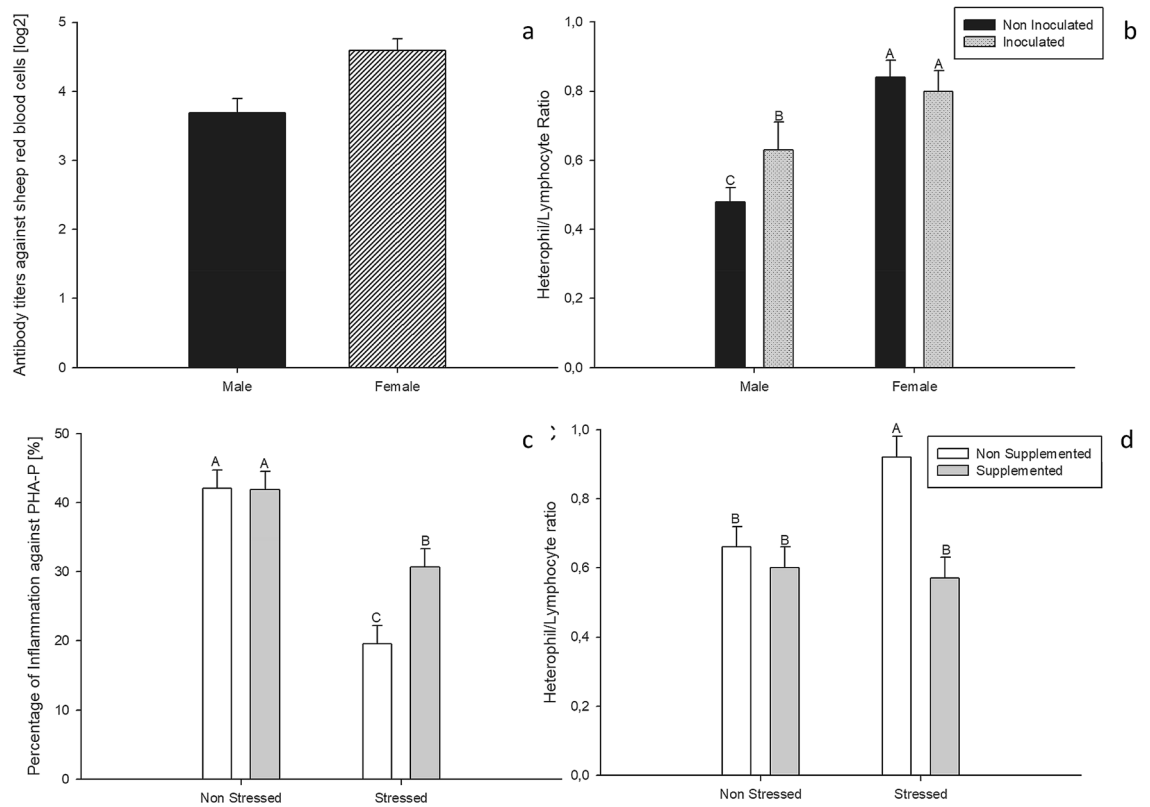 a
Antibody titers against sheep red blood cells [log2]
5
4
3
2
1
0
Male
Female
b
Non Inoculated
Inoculated
Heterophil/Lymphocyte Ratio
1,0
0,8
0,6
0,4
0,2
0,0
C
B
A
A
Male
Female
c
Percentage of Inflammation against PHA-P [%]
50
40
30
20
10
0
A
A
C
B
Non Stressed
Stressed
d
Non Supplemented
Supplemented
Heterophil/Lymphocyte ratio
1,0
0,8
0,6
0,4
0,2
0,0
B
B
A
B
Non Stressed
Stressed